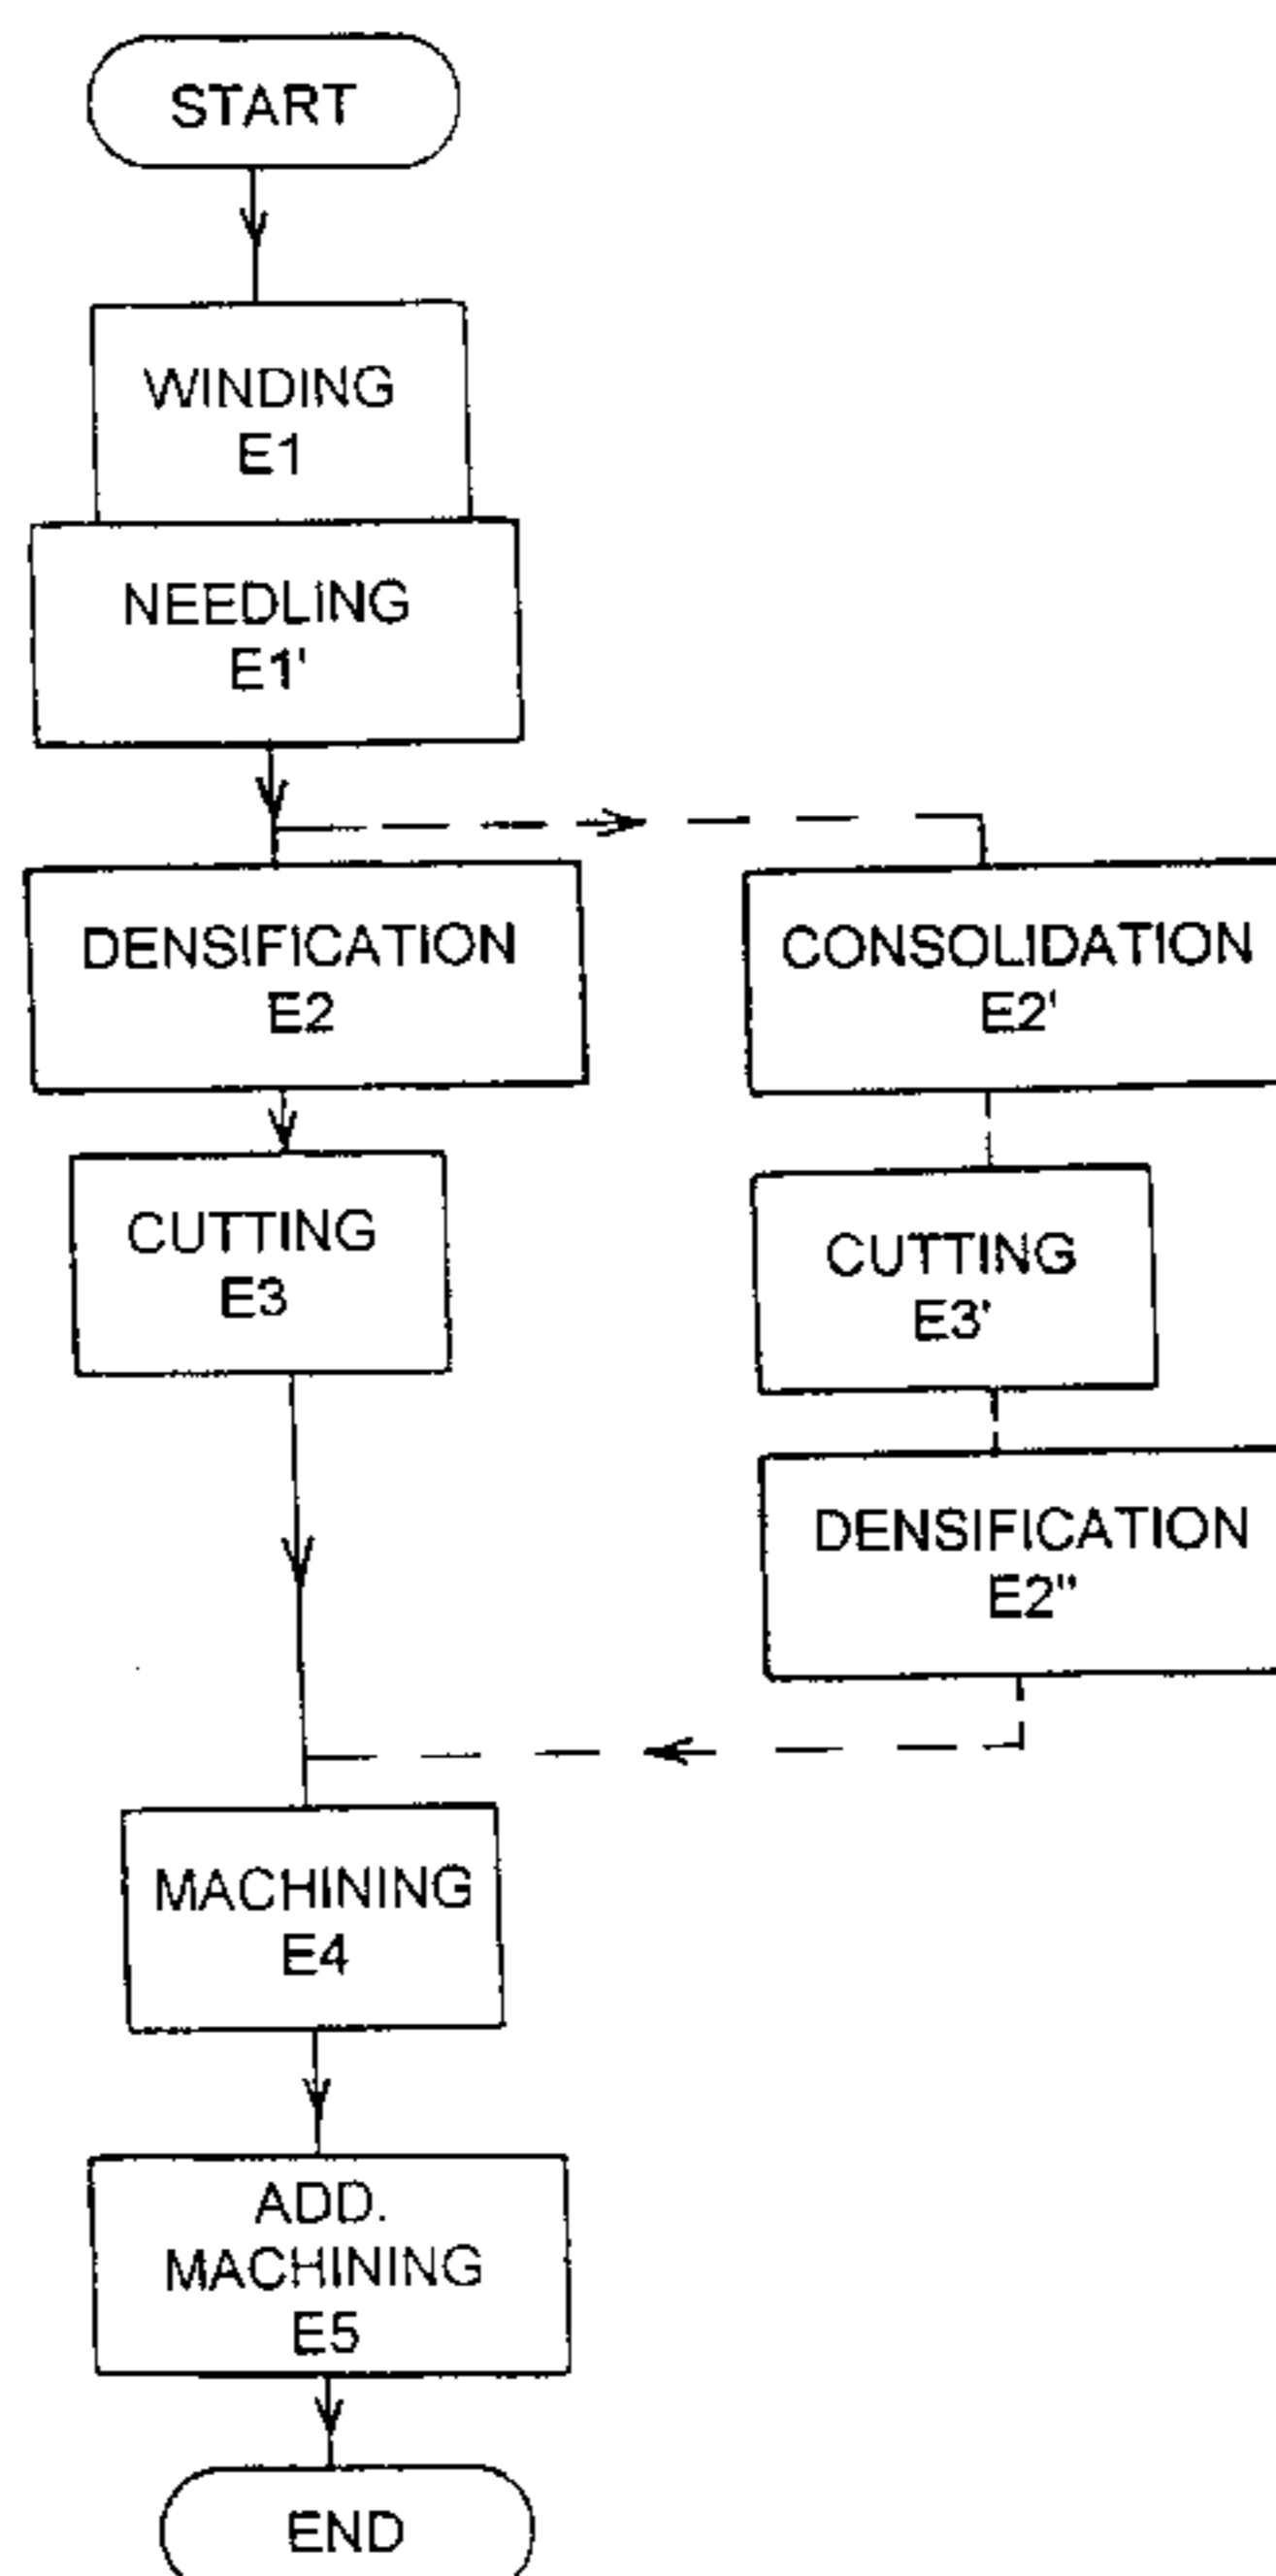 START
WINDING
E1
NEEDLING
E1'
DENSIFICATION
E2
CONSOLIDATION
E2'
CUTTING
E3
CUTTING
E3'
DENSIFICATION
E2"
MACHINING
E4
ADD.
MACHINING
E5
END